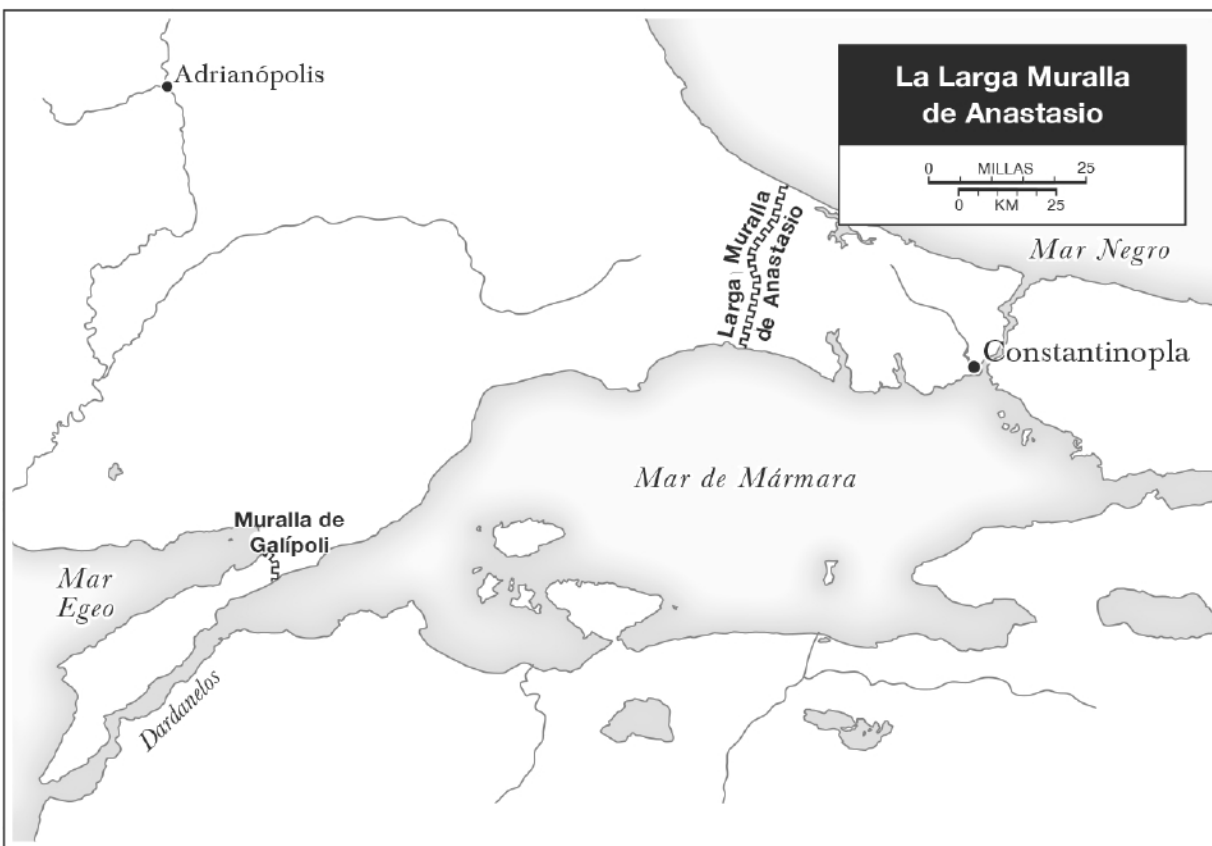 Adrianópolis
La Larga Muralla
de Anastasio
0 MILLAS 25
0 KM 25
Mar Negro
Larga Muralla
de Anastasio
Constantinopla
Mar de Mármara
Muralla de
Galípoli
Mar
Egeo
Dardanelos